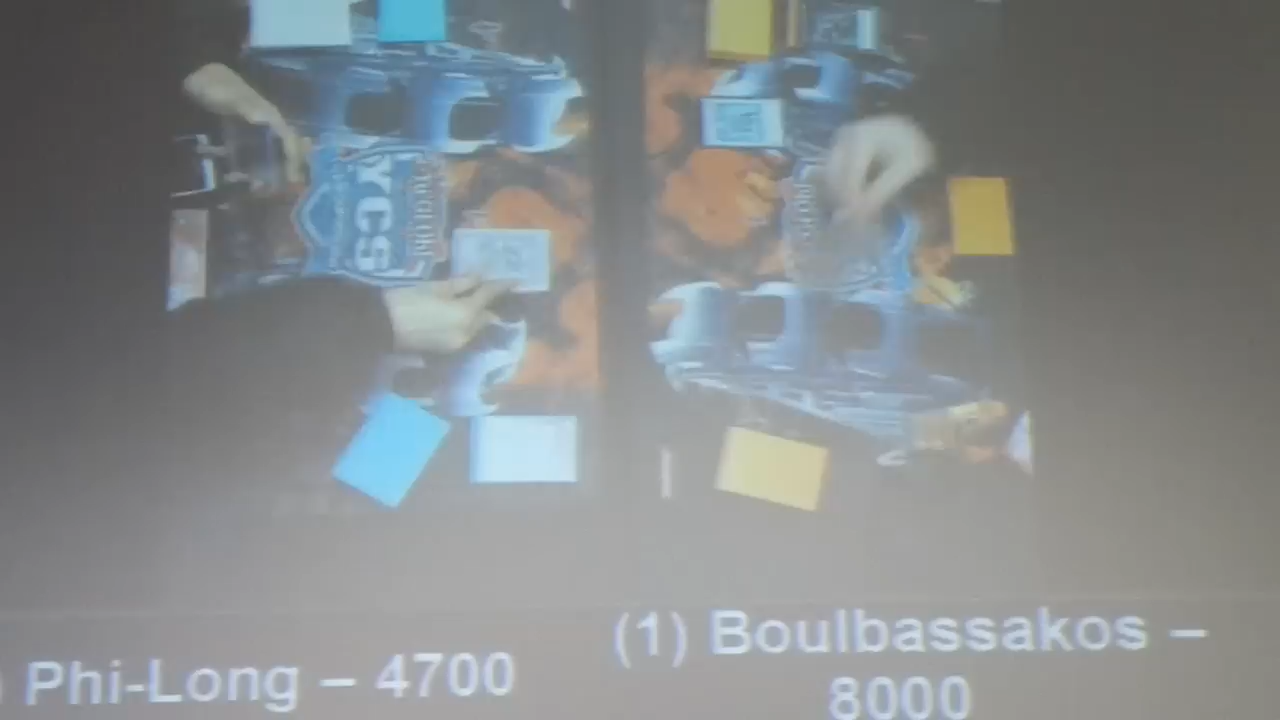 YCS
) Phi-Long – 4700
(1) Boulbassakos –
8000